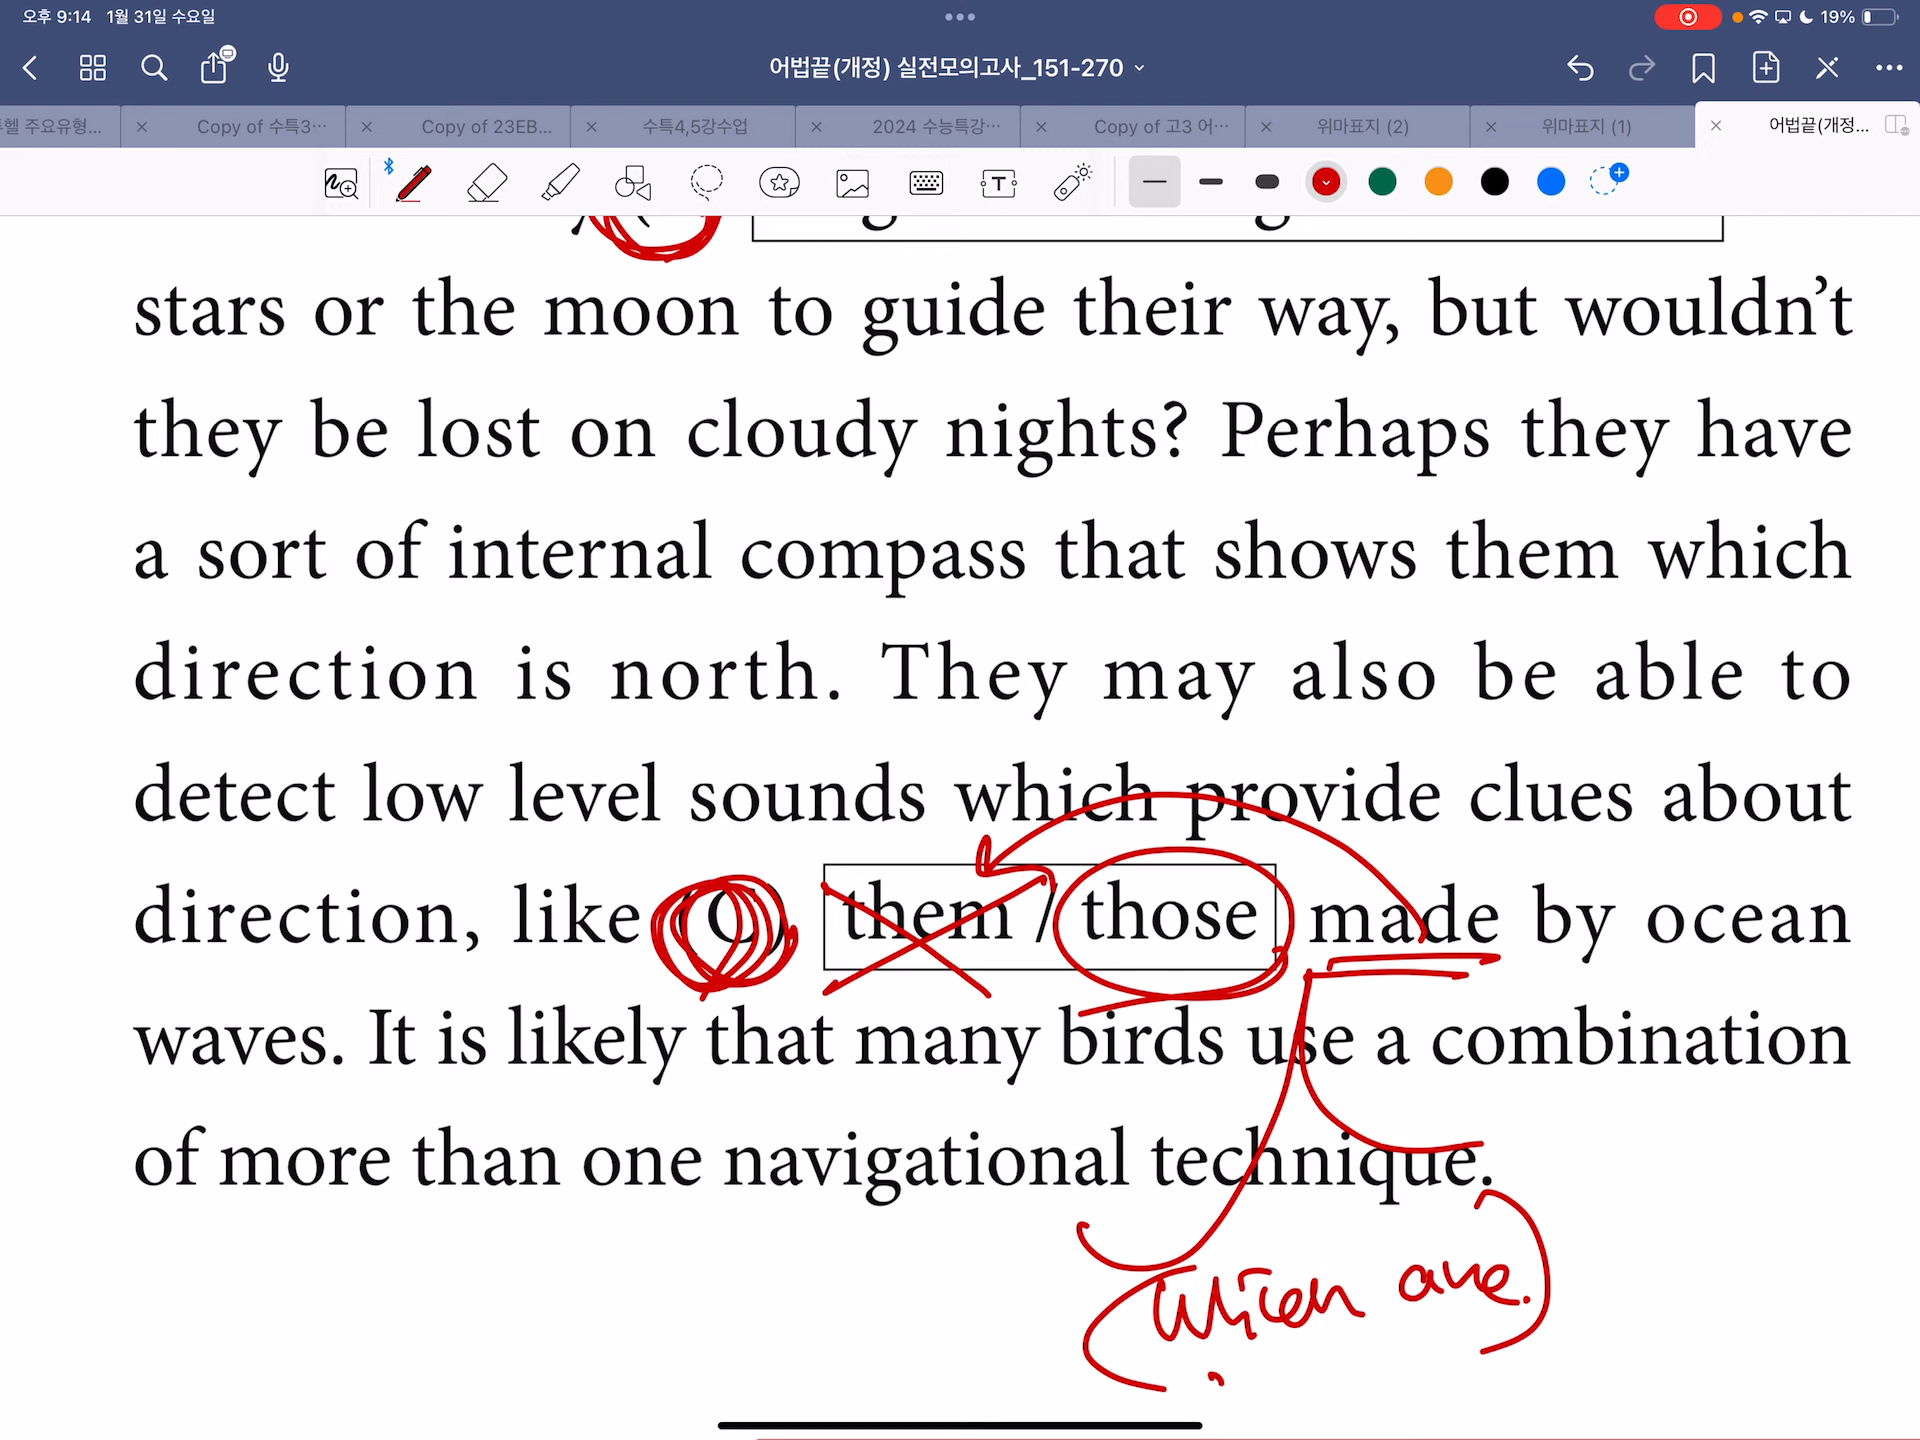 오후 9:14 1월 31일 수요일
19%
어법끝(개정) 실전모의고사_151-270
헬 주요유형...
Copy of 수특3...
Copy of 23EB...
수특4,5강수업
2024 수능특강...
Copy of 고3 어...
위마표지 (2)
위마표지 (1)
어법끝(개정...
stars or the moon to guide their way, but wouldn't
they be lost on cloudy nights? Perhaps they have
a sort of internal compass that shows them which
direction is north. They may also be able to
detect low level sounds which provide clues about
direction, like (C) them / those made by ocean
waves. It is likely that many birds use a combination
of more than one navigational technique.
(which are.)